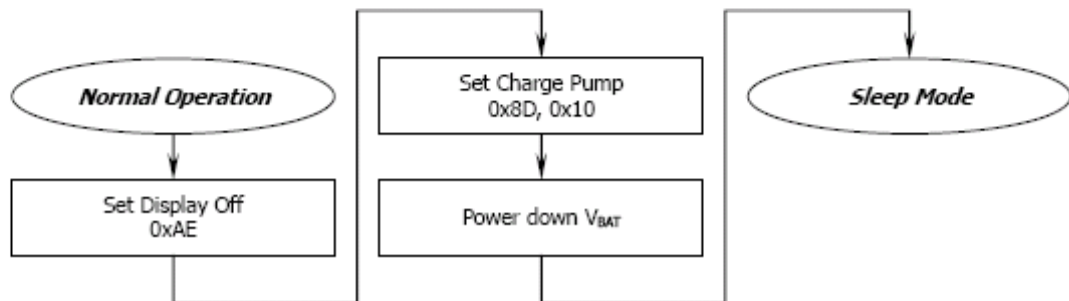 Normal Operation
Set Display Off
0xAE
Set Charge Pump
0x8D, 0x10
Power down VBAT
Sleep Mode